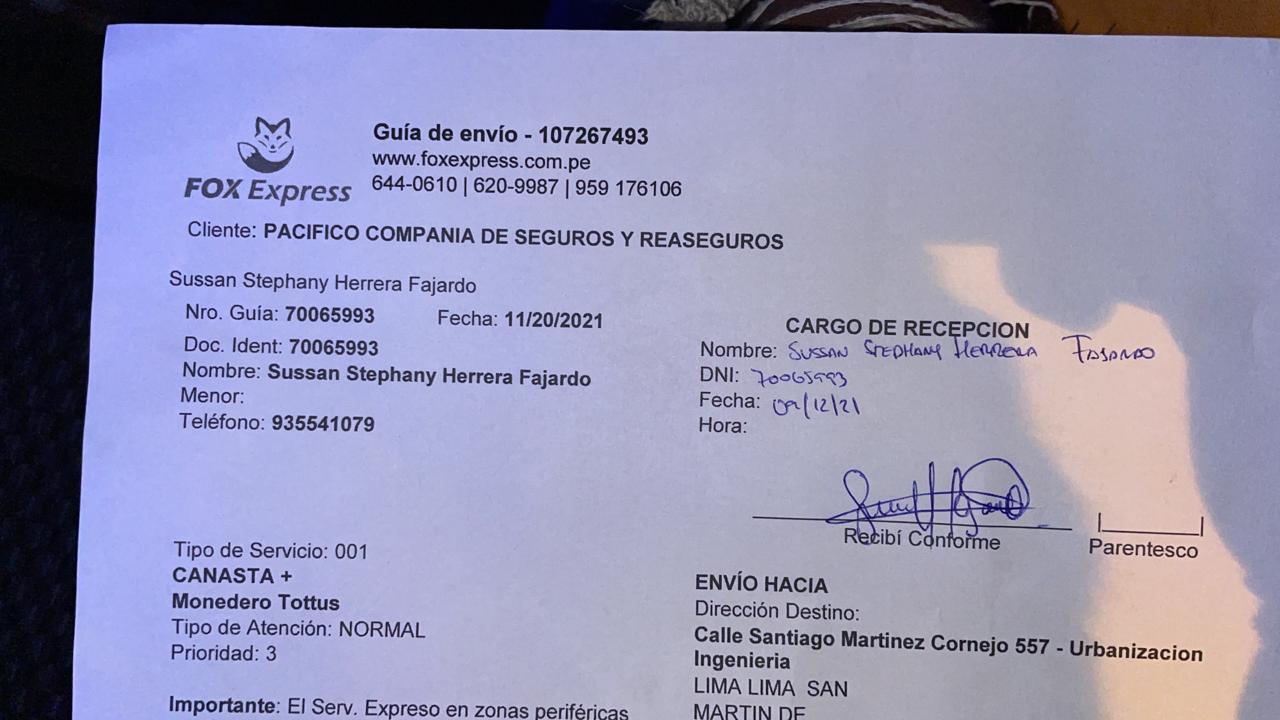 FOX Express
Guía de envío - 107267493
www.foxexpress.com.pe
644-0610 | 620-9987 | 959 176106
Cliente: PACIFICO COMPANIA DE SEGUROS Y REASEGUROS
Sussan Stephany Herrera Fajardo
Nro. Guía: 70065993 Fecha: 11/20/2021
Doc. Ident: 70065993
Nombre: Sussan Stephany Herrera Fajardo
Menor:
Teléfono: 935541079
CARGO DE RECEPCION
Nombre: SUSSAN STEPHANY HERRERA FAJARDO
DNI: 70065993
Fecha: 09/12/21
Hora:
Recibí Conforme
Parentesco
Tipo de Servicio: 001
CANASTA +
Monedero Tottus
Tipo de Atención: NORMAL
Prioridad: 3
Importante: El Serv. Expreso en zonas periféricas
ENVÍO HACIA
Dirección Destino:
Calle Santiago Martinez Cornejo 557 - Urbanizacion
Ingenieria
LIMA LIMA SAN
MARTIN DE